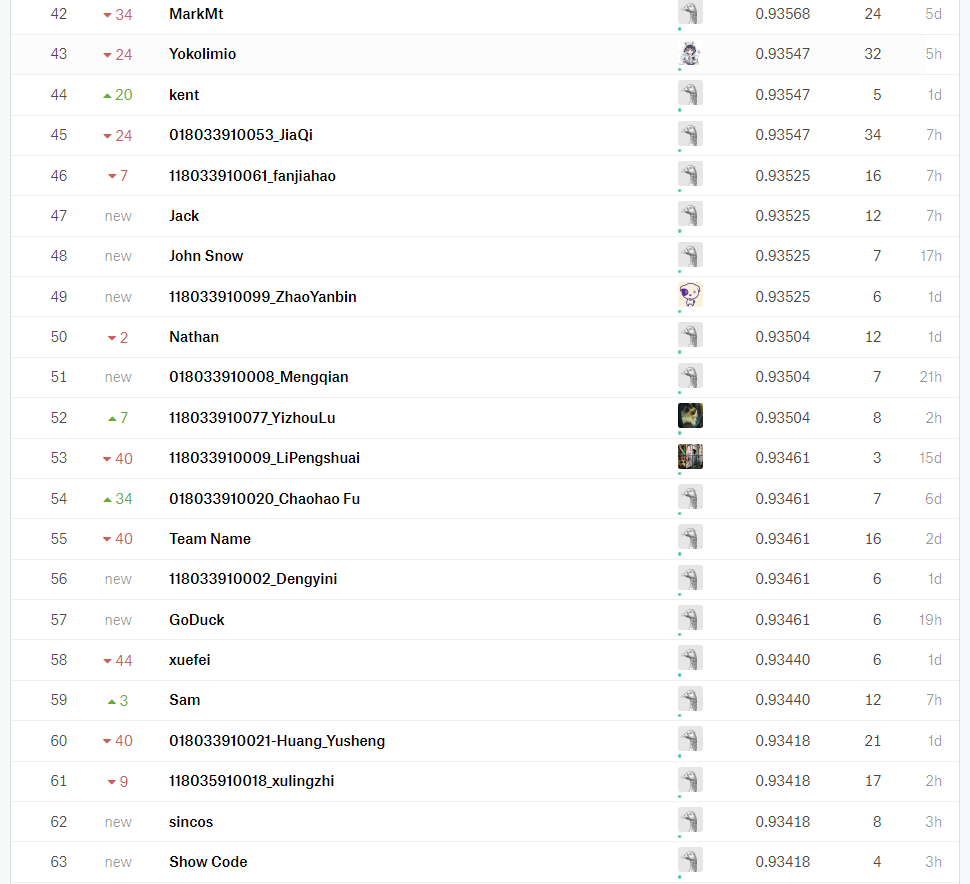 42 34 MarkMt 0.93568 24 5d
43 24 Yokolimio 0.93547 32 5h
44 20 kent 0.93547 5 1d
45 24 018033910053_JiaQi 0.93547 34 7h
46 7 118033910061_fanjiahao 0.93525 16 7h
47 new Jack 0.93525 12 7h
48 new John Snow 0.93525 7 17h
49 new 118033910099_ZhaoYanbin 0.93525 6 1d
50 2 Nathan 0.93504 12 1d
51 new 018033910008_Mengqian 0.93504 7 21h
52 7 118033910077_YizhouLu 0.93504 8 2h
53 40 118033910009_LiPengshuai 0.93461 3 15d
54 34 018033910020_Chaohao Fu 0.93461 7 6d
55 40 Team Name 0.93461 16 2d
56 new 118033910002_Dengyini 0.93461 6 1d
57 new GoDuck 0.93461 6 19h
58 44 xuefei 0.93440 6 1d
59 3 Sam 0.93440 12 7h
60 40 018033910021-Huang_Yusheng 0.93418 21 1d
61 9 118035910018_xulingzhi 0.93418 17 2h
62 new sincos 0.93418 8 3h
63 new Show Code 0.93418 4 3h